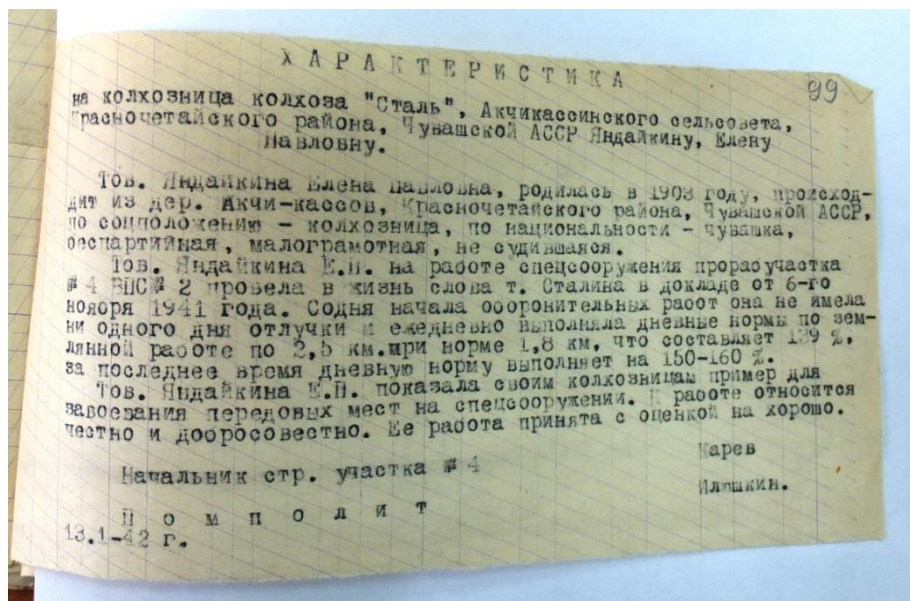 ХАРАКТЕРИСТИКА
99
на колхозница колхоза "Сталь", Акчикассинского сельсовета,
Красночетайского района, Чувашской АССР Яндайкину, Елену
Павловну.
Тов. Яндайкина Елена Павловна, родилась в 1903 году, происхо-
дит из дер. Акчи-кассов, Красночетайского района, Чувашской АССР,
по соцположению - колхозница, по национальности - чувашка,
беспартийная, малограмотная, не судившаяся.
Тов. Яндайкина Е.П. на работе спецсооружения прорабучастка
№ 4 ВПС № 2 провела в жизнь слова т. Сталина в докладе от 6-го
ноября 1941 года. Содня начала оборонительных работ она не имела
ни одного дня отлучки и ежедневно выполняла дневные нормы по зем-
лянной работе по 2,5 км.при норме 1,8 км, что составляет 139 %,
за последнее время дневную норму выполняет на 150-160 %.
Тов. Яндайкина Е.П. показала своим колхозницам пример для
завоевания передовых мест на спецсооружении. К работе относится
честно и добросовестно. Ее работа принята с оценкой на хорошо.
Начальник стр. участка № 4 Карев
Помполит Илюшкин.
13.1-42 г.